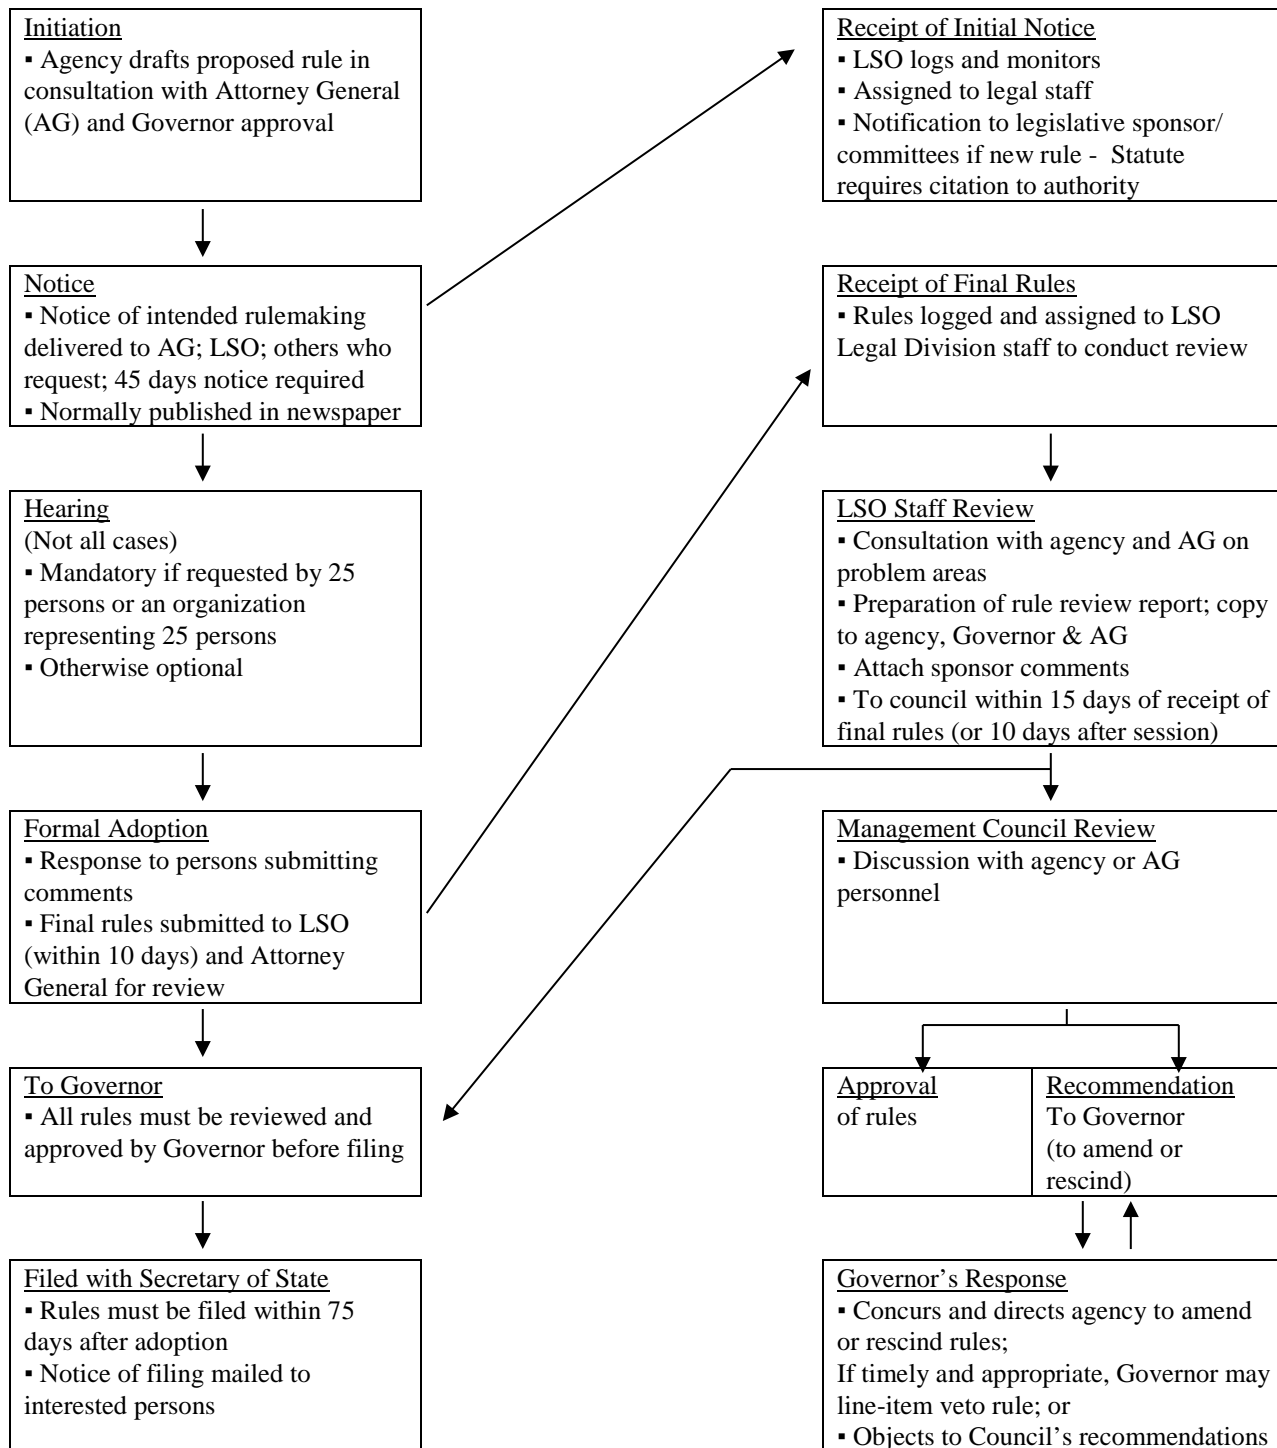 Initiation
▪ Agency drafts proposed rule in
consultation with Attorney General
(AG) and Governor approval
Notice
▪ Notice of intended rulemaking
delivered to AG; LSO; others who
request; 45 days notice required
▪ Normally published in newspaper
Hearing
(Not all cases)
▪ Mandatory if requested by 25
persons or an organization
representing 25 persons
▪ Otherwise optional
Formal Adoption
▪ Response to persons submitting
comments
▪ Final rules submitted to LSO
(within 10 days) and Attorney
General for review
To Governor
▪ All rules must be reviewed and
approved by Governor before filing
Filed with Secretary of State
▪ Rules must be filed within 75
days after adoption
▪ Notice of filing mailed to
interested persons
Receipt of Initial Notice
▪ LSO logs and monitors
▪ Assigned to legal staff
▪ Notification to legislative sponsor/
committees if new rule - Statute
requires citation to authority
Receipt of Final Rules
▪ Rules logged and assigned to LSO
Legal Division staff to conduct review
LSO Staff Review
▪ Consultation with agency and AG on
problem areas
▪ Preparation of rule review report; copy
to agency, Governor & AG
▪ Attach sponsor comments
▪ To council within 15 days of receipt of
final rules (or 10 days after session)
Management Council Review
▪ Discussion with agency or AG
personnel
Approval
of rules
Recommendation
To Governor
(to amend or
rescind)
Governor’s Response
▪ Concurs and directs agency to amend
or rescind rules;
If timely and appropriate, Governor may
line-item veto rule; or
▪ Objects to Council’s recommendations